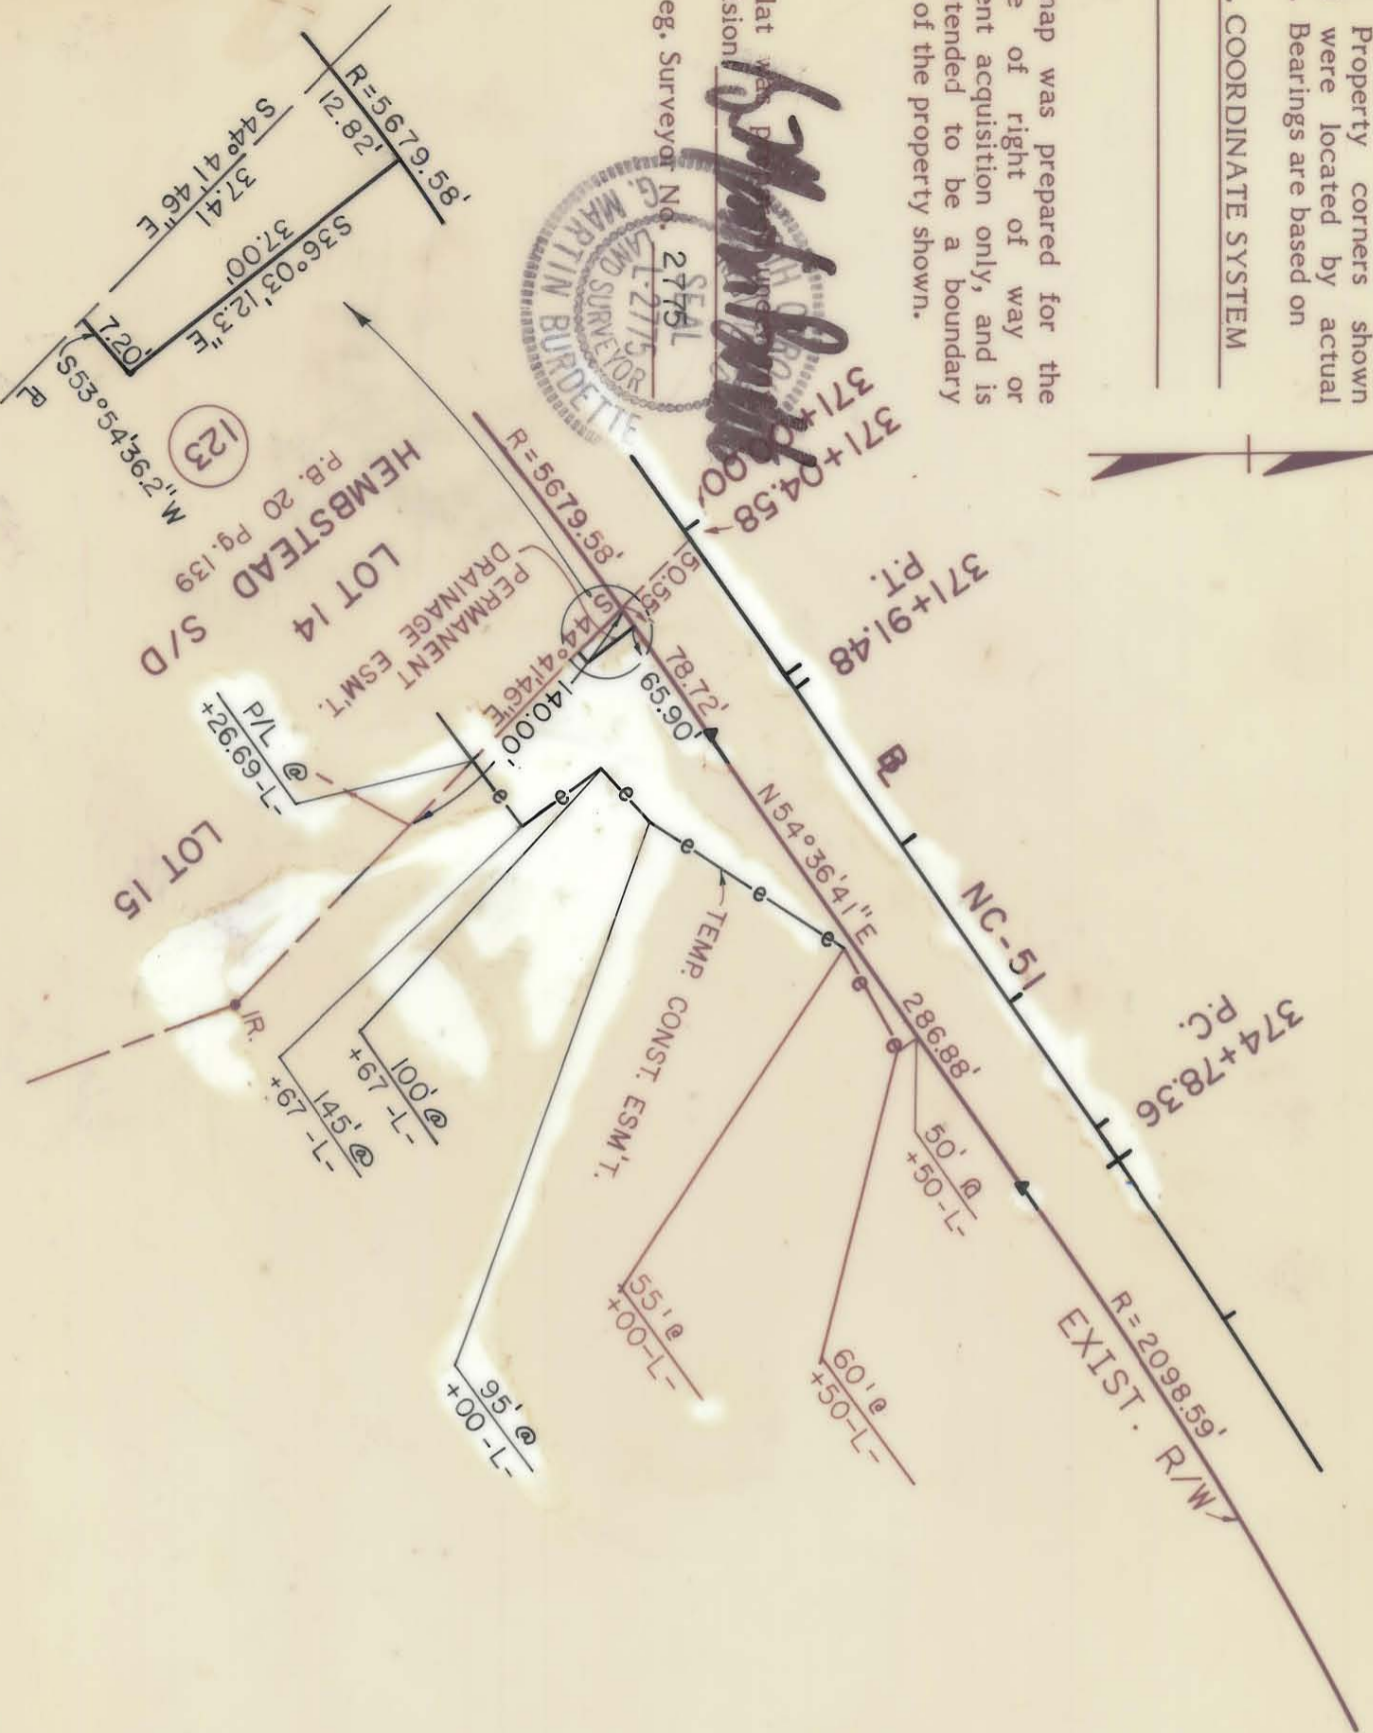 Property corners shown
were located by actual
Bearings are based on
COORDINATE SYSTEM
map was prepared for the
of right of way or
acquisition only, and is
to be a boundary
of the property shown.
lat was
Surveyor No. 2775
SEAL
L-2775
LAND SURVEYOR
G. MARTIN BURDETTE
371+00.00
371+04.58
371+91.48
P.T.
NC-51
374+78.36
P.C.
R=5679.58'
12.82'
S44°41'46"E
37.41
S36°03'12.3"E
37.00'
7.20'
S53°54'36.2"W
123
HEMBSTEAD S/D
P.B. 20 Pg. 139
LOT 14
PERMANENT
DRAINAGE ESM'T.
R=5679.58'
50.55'
78.72'
65.90'
S44°41'46"E
140.00'
N54°36'41"E
286.88'
P/L @
+26.69-L-
LOT 15
IR.
TEMP. CONST. ESM'T.
145' @
+67 -L-
100' @
+67 -L-
95' @
+00-L-
55' @
+00-L-
60' @
+50-L-
50' @
+50-L-
R=2098.59'
EXIST. R/W